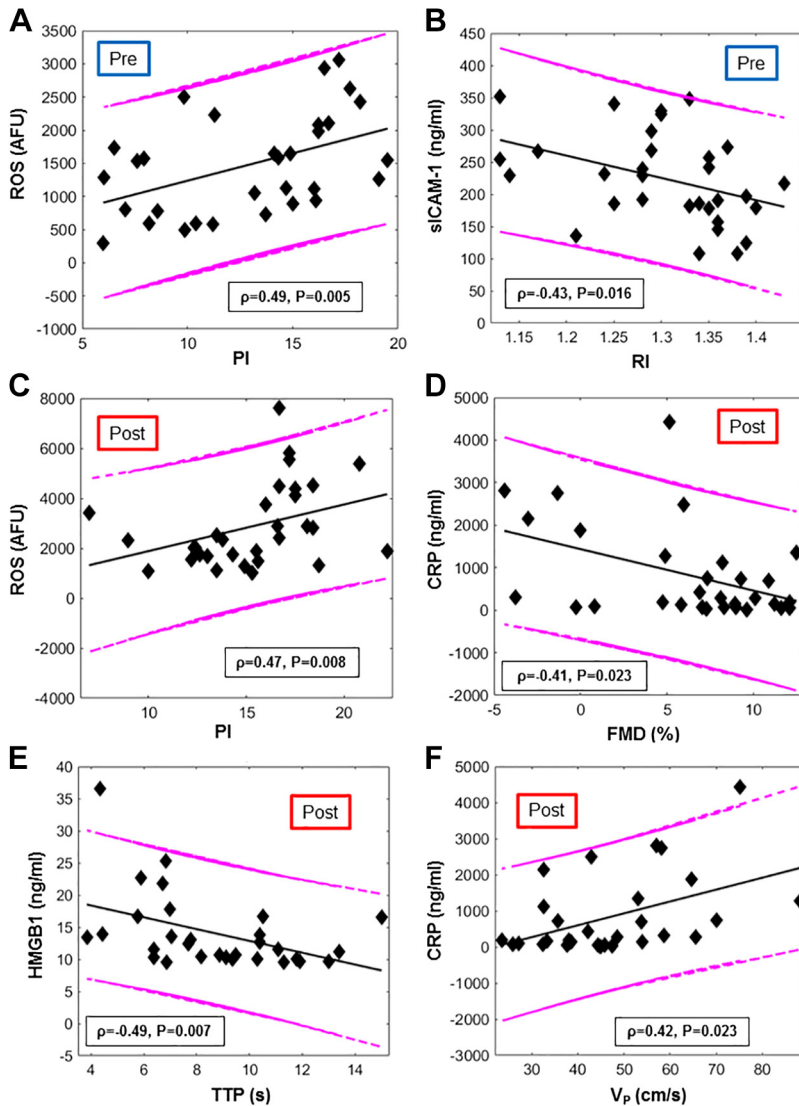 A
Pre
ROS (AFU)
3500
3000
2500
2000
1500
1000
500
0
-500
-1000
5
10
15
20
PI
ρ=0.49, P=0.005
B
Pre
sICAM-1 (ng/ml)
450
400
350
300
250
200
150
100
50
0
1.15
1.2
1.25
1.3
1.35
1.4
RI
ρ=-0.43, P=0.016
C
Post
ROS (AFU)
8000
6000
4000
2000
0
-2000
-4000
10
15
20
PI
ρ=0.47, P=0.008
D
Post
CRP (ng/ml)
5000
4000
3000
2000
1000
0
-1000
-2000
-5
0
5
10
FMD (%)
ρ=-0.41, P=0.023
E
Post
HMGB1 (ng/ml)
40
35
30
25
20
15
10
5
0
-5
4
6
8
10
12
14
TTP (s)
ρ=-0.49, P=0.007
F
Post
CRP (ng/ml)
5000
4000
3000
2000
1000
0
-1000
-2000
-3000
30
40
50
60
70
80
VP (cm/s)
ρ=0.42, P=0.023